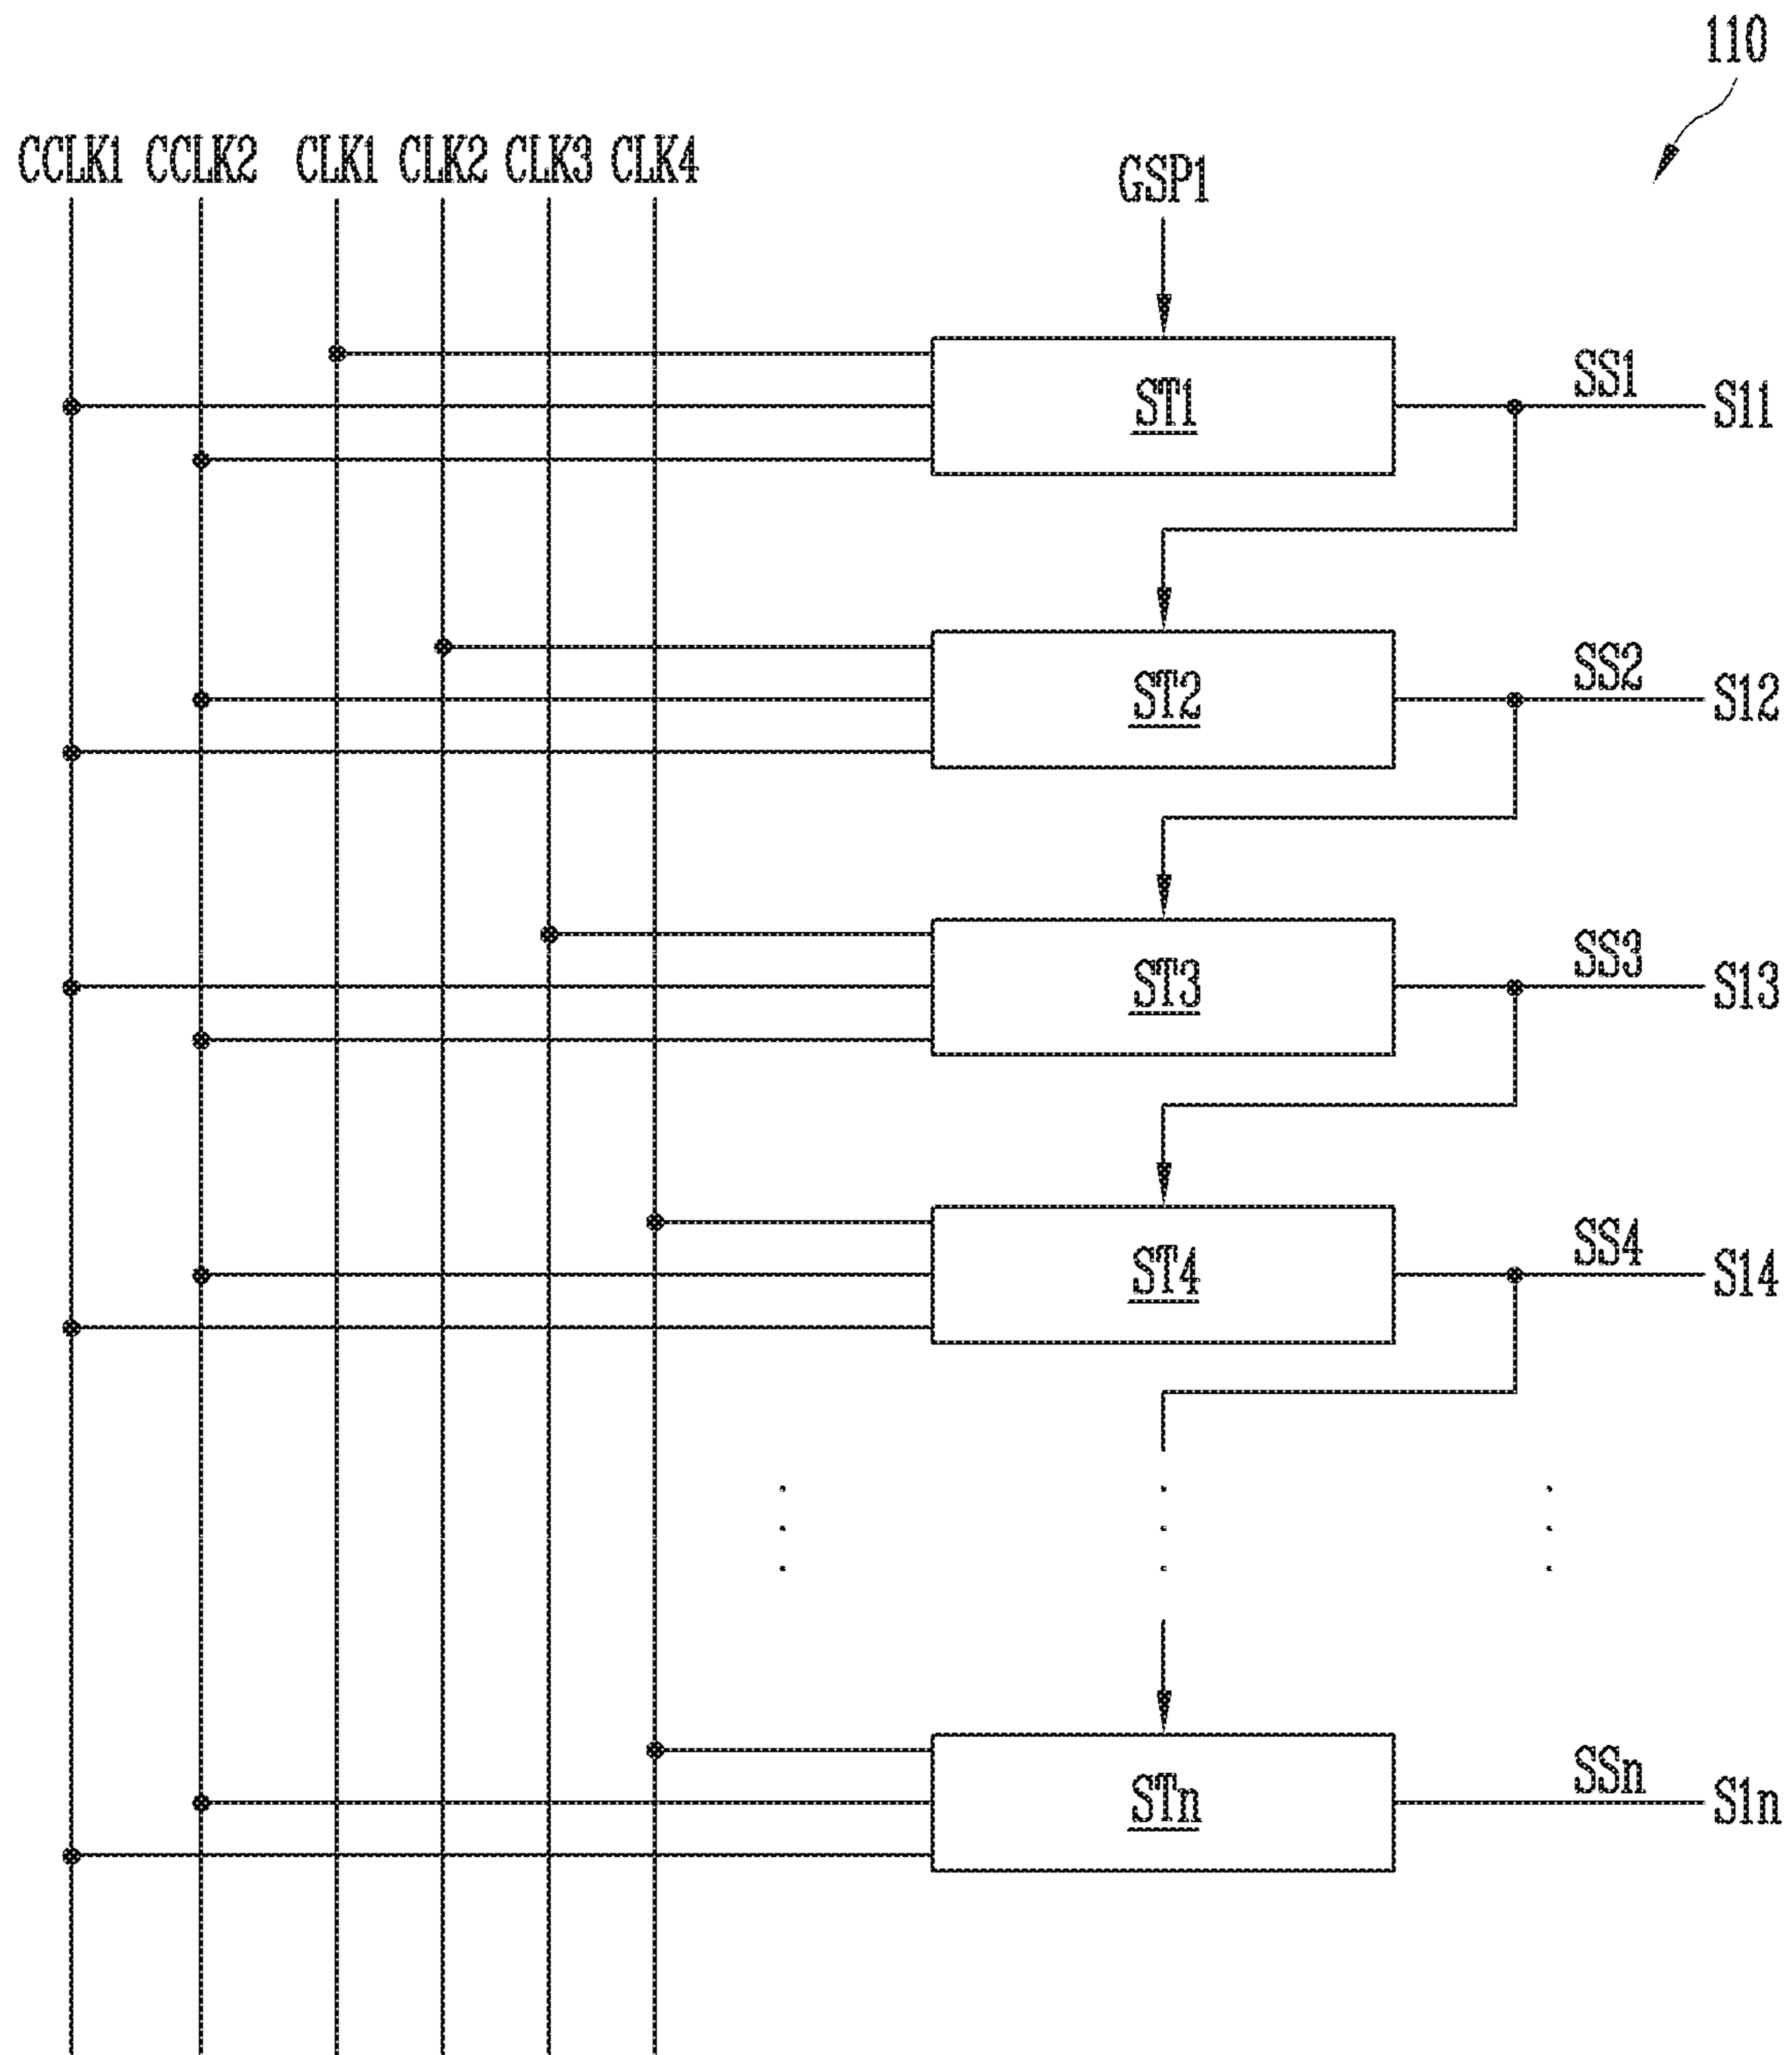 110
CCLK1 CCLK2 CLK1 CLK2 CLK3 CLK4
GSP1
ST1
SS1
S11
ST2
SS2
S12
ST3
SS3
S13
ST4
SS4
S14
STn
SSn
S1n